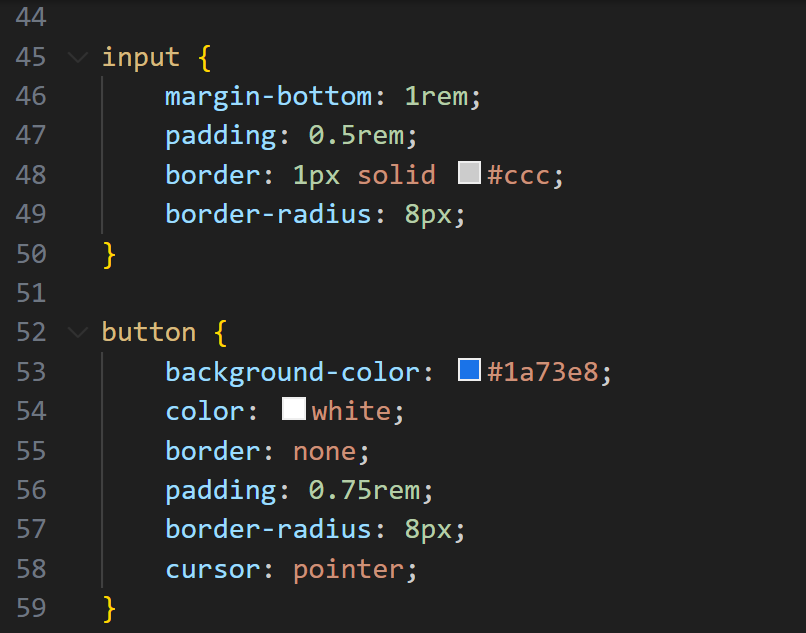 44
45 input {
46     margin-bottom: 1rem;
47     padding: 0.5rem;
48     border: 1px solid #ccc;
49     border-radius: 8px;
50 }
51
52 button {
53     background-color: #1a73e8;
54     color: white;
55     border: none;
56     padding: 0.75rem;
57     border-radius: 8px;
58     cursor: pointer;
59 }